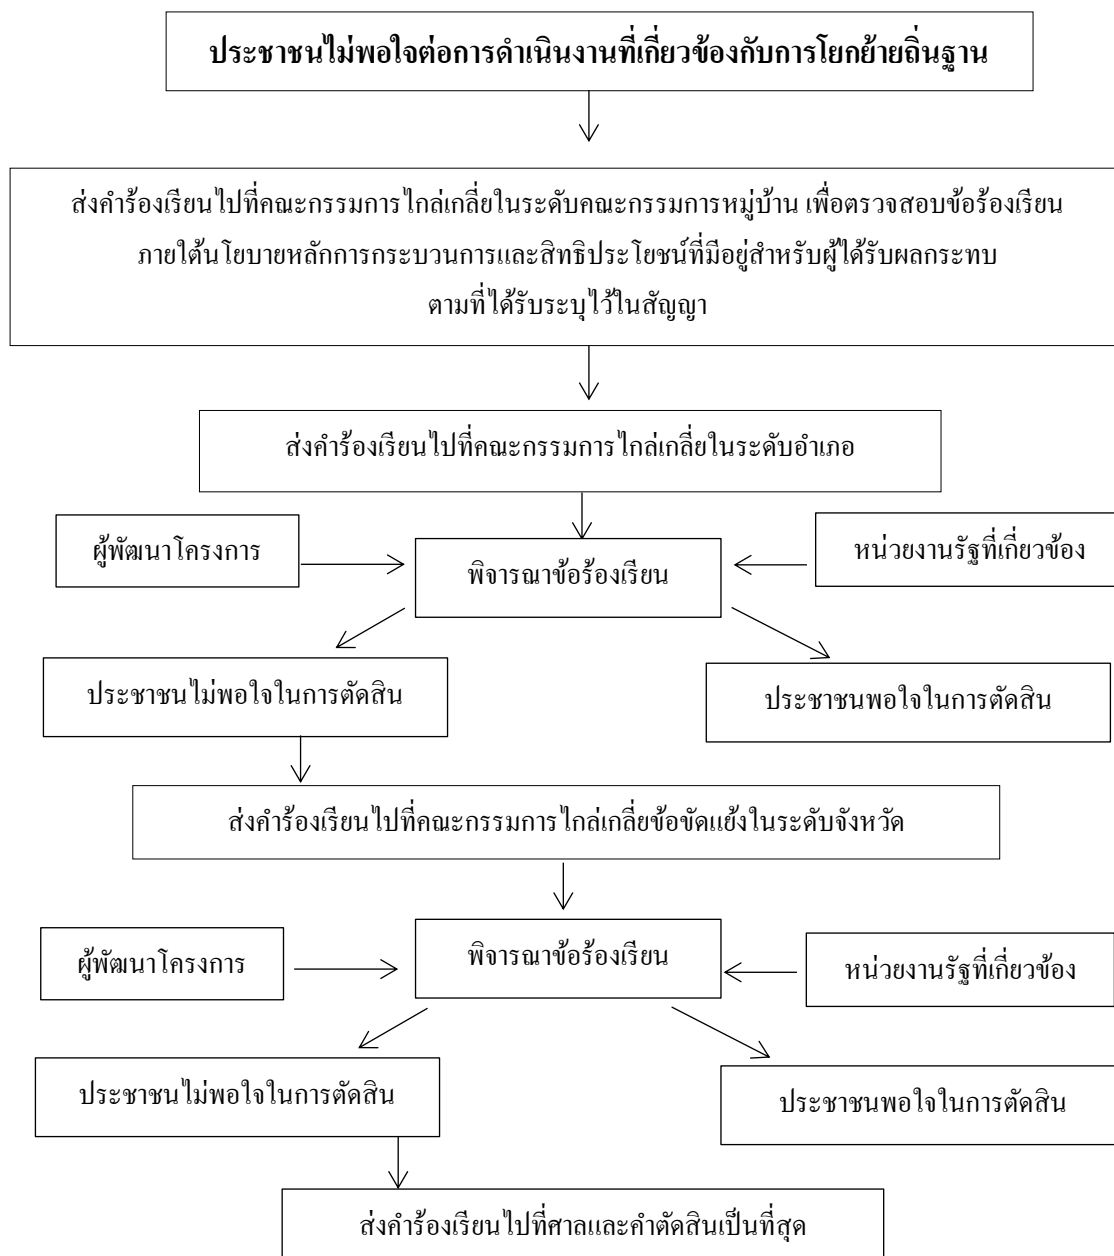 ประชาชนไม่พอใจต่อการดำเนินงานที่เกี่ยวข้องกับการโยกย้ายถิ่นฐาน
ส่งคำร้องเรียนไปที่คณะกรรมการไกล่เกลี่ยในระดับคณะกรรมการหมู่บ้าน เพื่อตรวจสอบข้อร้องเรียน
ภายใต้นโยบายหลักการกระบวนการและสิทธิประโยชน์ที่มีอยู่สำหรับผู้ได้รับผลกระทบ
ตามที่ได้รับระบุไว้ในสัญญา
ส่งคำร้องเรียนไปที่คณะกรรมการไกล่เกลี่ยในระดับอำเภอ
ผู้พัฒนาโครงการ
พิจารณาข้อร้องเรียน
หน่วยงานรัฐที่เกี่ยวข้อง
ประชาชนไม่พอใจในการตัดสิน
ประชาชนพอใจในการตัดสิน
ส่งคำร้องเรียนไปที่คณะกรรมการไกล่เกลี่ยข้อขัดแย้งในระดับจังหวัด
ผู้พัฒนาโครงการ
พิจารณาข้อร้องเรียน
หน่วยงานรัฐที่เกี่ยวข้อง
ประชาชนไม่พอใจในการตัดสิน
ประชาชนพอใจในการตัดสิน
ส่งคำร้องเรียนไปที่ศาลและคำตัดสินเป็นที่สุด